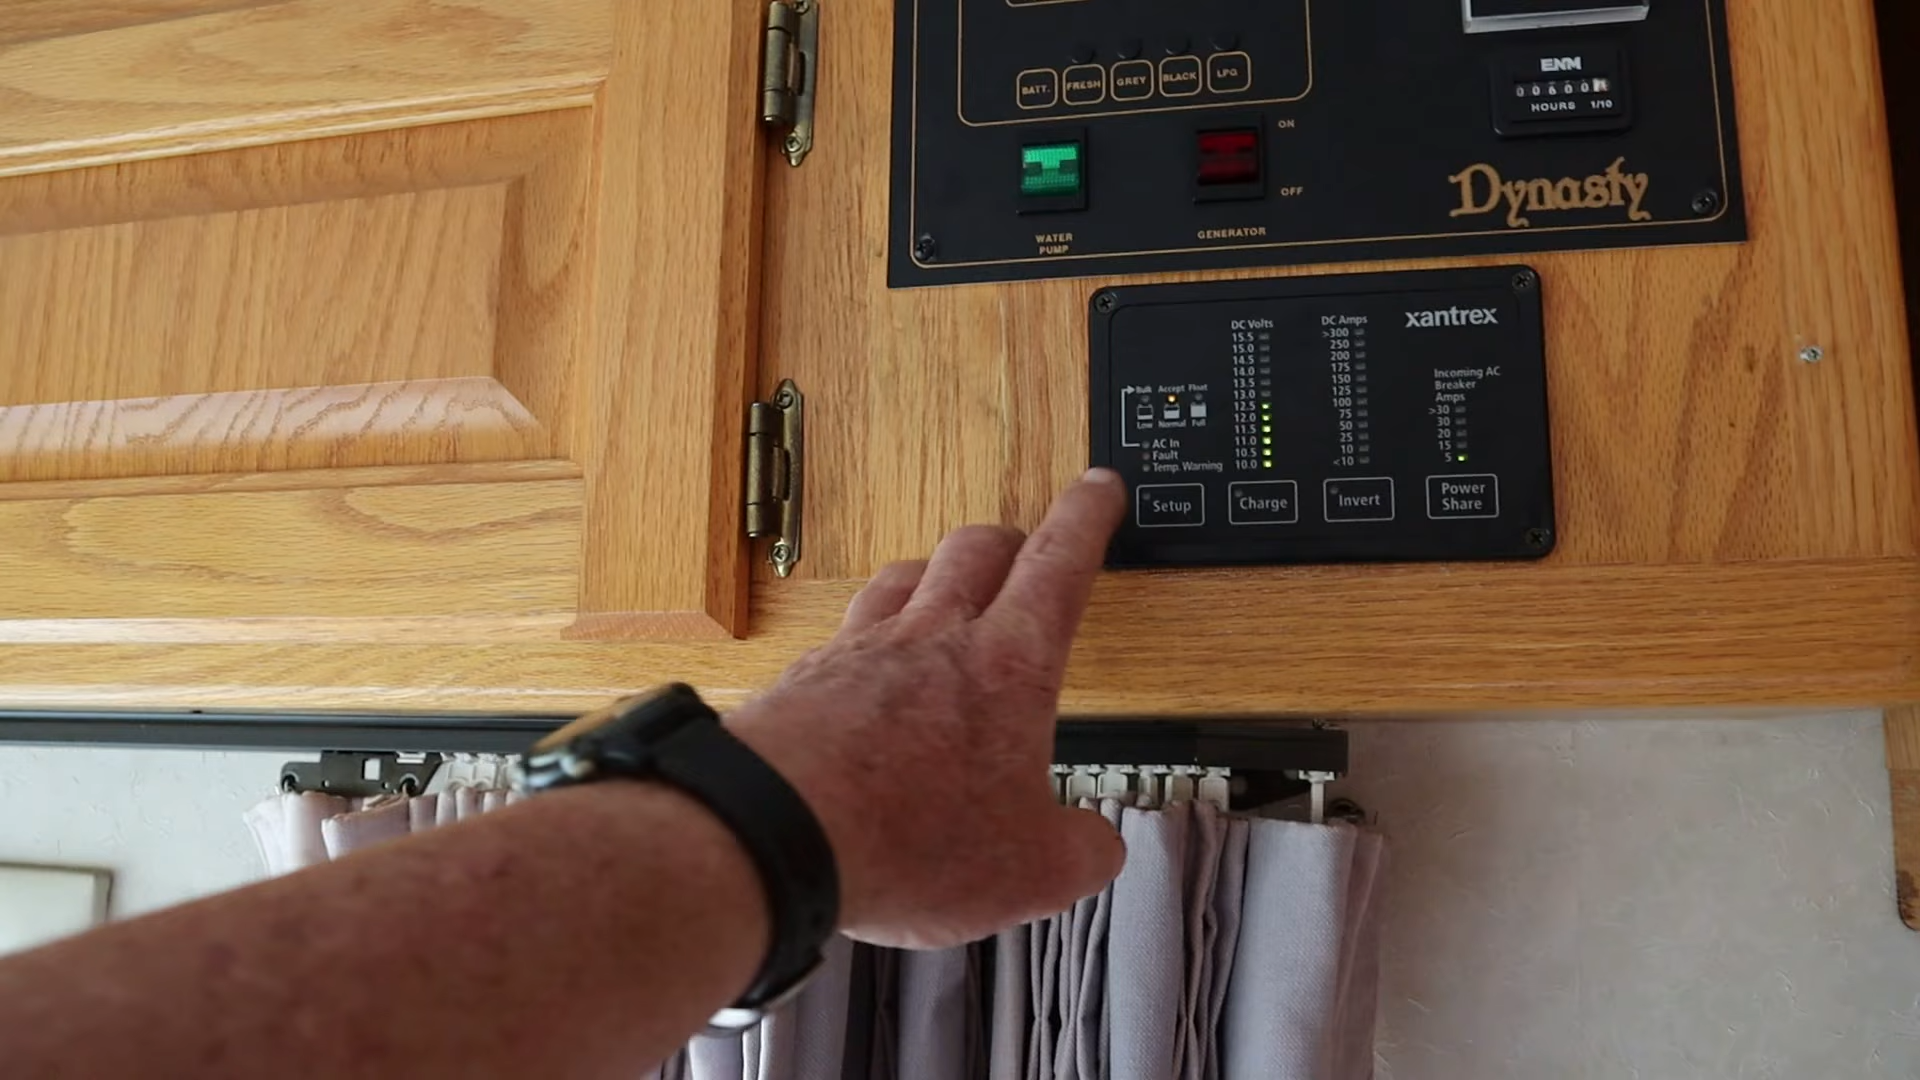 BATT. FRESH GREY BLACK LPG
ENM
00600
HOURS 1/10
ON
OFF
WATER
PUMP
GENERATOR
Dynasty
xantrex
DC Volts
15.5
15.0
14.5
14.0
13.5
13.0
12.5
12.0
11.5
11.0
10.5
10.0
DC Amps
>300
250
200
175
150
125
100
75
50
25
10
<10
Incoming AC
Breaker
Amps
>30
30
20
15
5
Bulk Accept Float
Low Normal Full
AC In
Fault
Temp. Warning
Setup
Charge
Invert
Power
Share